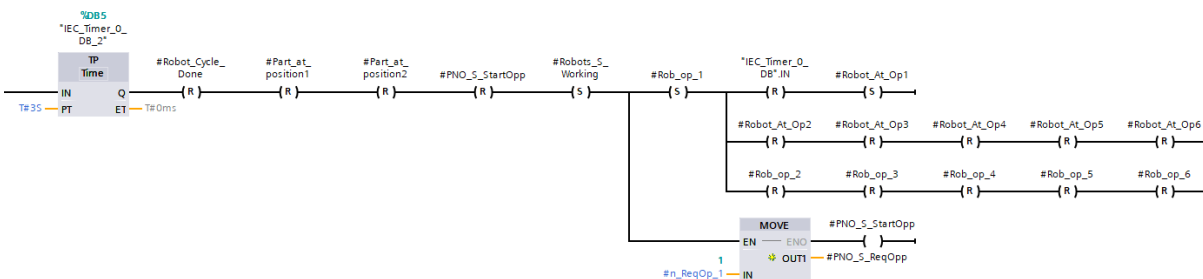 %DB5
"IEC_Timer_0_
DB_2"
TP
Time
IN Q
T#3S PT ET T#0ms
#Robot_Cycle_
Done
R
#Part_at_
position1
R
#Part_at_
position2
R
#PNO_S_StartOpp
R
#Robots_S_
Working
S
#Rob_op_1
S
"IEC_Timer_0_
DB".IN
R
#Robot_At_Op1
S
#Robot_At_Op2 #Robot_At_Op3 #Robot_At_Op4 #Robot_At_Op5 #Robot_At_Op6
R R R R R
#Rob_op_2 #Rob_op_3 #Rob_op_4 #Rob_op_5 #Rob_op_6
R R R R R
MOVE #PNO_S_StartOpp
EN ENO
OUT1 #PNO_S_ReqOpp
1
#n_ReqOp_1 IN